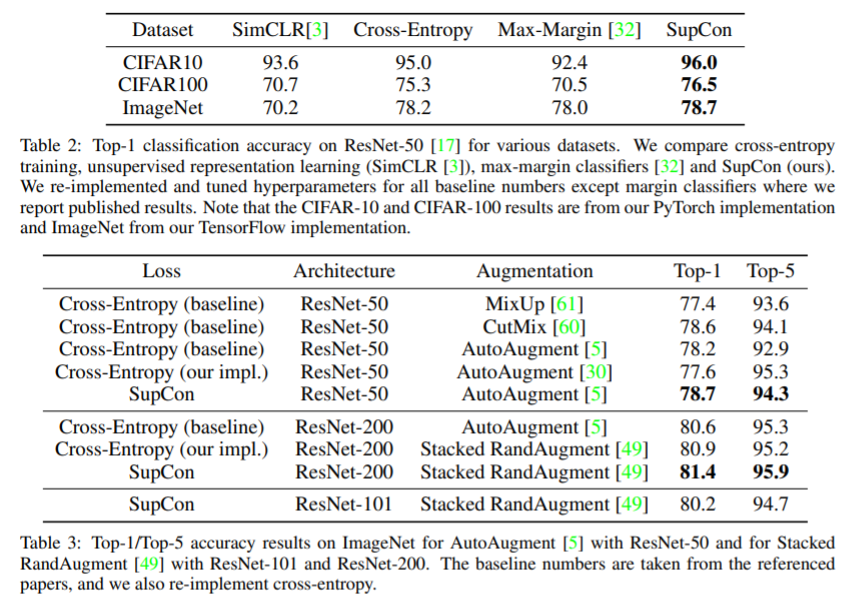 Dataset SimCLR[3] Cross-Entropy Max-Margin [32] SupCon
CIFAR10 93.6 95.0 92.4 96.0
CIFAR100 70.7 75.3 70.5 76.5
ImageNet 70.2 78.2 78.0 78.7
Table 2: Top-1 classification accuracy on ResNet-50 [17] for various datasets. We compare cross-entropy
training, unsupervised representation learning (SimCLR [3]), max-margin classifiers [32] and SupCon (ours).
We re-implemented and tuned hyperparameters for all baseline numbers except margin classifiers where we
report published results. Note that the CIFAR-10 and CIFAR-100 results are from our PyTorch implementation
and ImageNet from our TensorFlow implementation.
Loss Architecture Augmentation Top-1 Top-5
Cross-Entropy (baseline) ResNet-50 MixUp [61] 77.4 93.6
Cross-Entropy (baseline) ResNet-50 CutMix [60] 78.6 94.1
Cross-Entropy (baseline) ResNet-50 AutoAugment [5] 78.2 92.9
Cross-Entropy (our impl.) ResNet-50 AutoAugment [30] 77.6 95.3
SupCon ResNet-50 AutoAugment [5] 78.7 94.3
Cross-Entropy (baseline) ResNet-200 AutoAugment [5] 80.6 95.3
Cross-Entropy (our impl.) ResNet-200 Stacked RandAugment [49] 80.9 95.2
SupCon ResNet-200 Stacked RandAugment [49] 81.4 95.9
SupCon ResNet-101 Stacked RandAugment [49] 80.2 94.7
Table 3: Top-1/Top-5 accuracy results on ImageNet for AutoAugment [5] with ResNet-50 and for Stacked
RandAugment [49] with ResNet-101 and ResNet-200. The baseline numbers are taken from the referenced
papers, and we also re-implement cross-entropy.